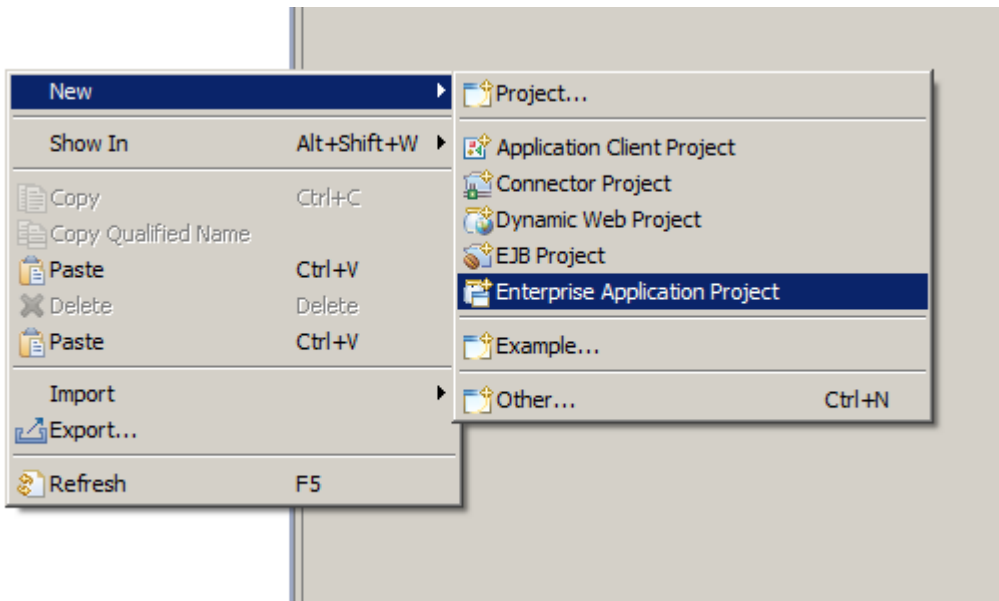 New
Show In Alt+Shift+W
Copy Ctrl+C
Copy Qualified Name
Paste Ctrl+V
Delete Delete
Paste Ctrl+V
Import
Export...
Refresh F5
Project...
Application Client Project
Connector Project
Dynamic Web Project
EJB Project
Enterprise Application Project
Example...
Other... Ctrl+N